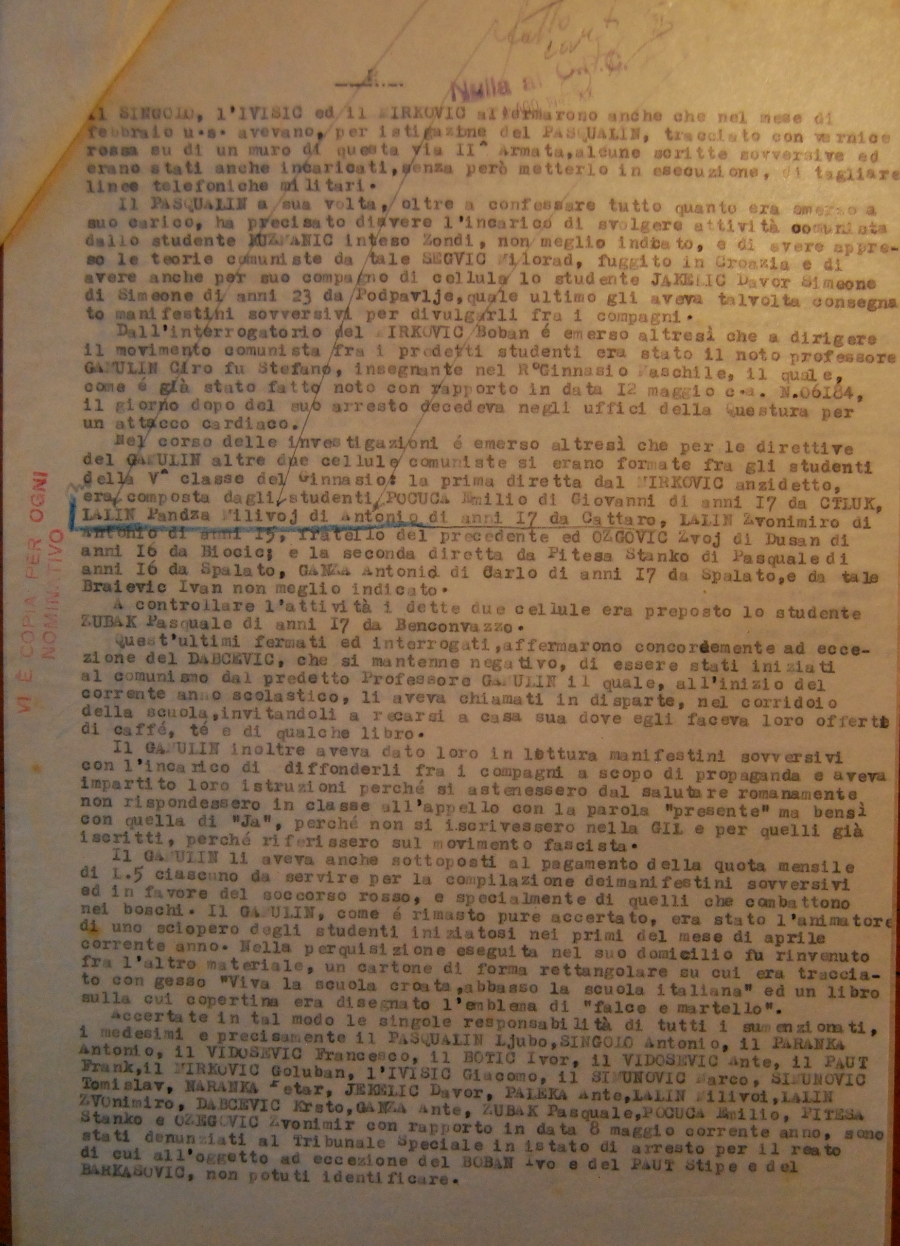 fatto
Nulla al C.P.C.
Il SINGOLO, l'IVISIC ed il MIRKOVIC affermarono anche che nel mese di
febbraio u.s. avevano, per istigazione del PASQUALIN, tracciato con vernice
rossa su di un muro di questa via II^ Armata,alcune scritte sovversive ed
erano stati anche incaricati,senza però metterlo in esecuzione, di tagliare
linee telefoniche militari.
Il PASQUALIN a sua volta, oltre a confessare tutto quanto era emerso a
suo carico, ha precisato diavere l'incarico di svolgere attività comunista
dallo studente inteso Zondi, non meglio indicato, e di avere appre-
so le teorie comuniste da tale SEGVIC Milorad, fuggito in Croazia e di
avere anche per suo compagno di cellula lo studente JAKELIC Davor Simeone
di Simeone di anni 23 da Podpavlje,quale ultimo gli aveva talvolta consegna
to manifestini sovversivi per divulgarli fra i compagni.
Dall'interrogatorio del MIRKOVIC Boban é emerso altresì che a dirigere
il movimento comunista fra i predetti studenti era stato il noto professore
GAMULIN Ciro fu Stefano, insegnante nel R°Ginnasio Maschile, il quale,
come é già stato fatto noto con rapporto in data 12 maggio c.a. N.06184,
il giorno dopo del suo arresto decedeva negli uffici della Questura per
un attacco cardiaco.
Nel corso delle investigazioni é emerso altresì che per le direttive
del GAMULIN altre due cellule comuniste si erano formate fra gli studenti
della V^ classe del Ginnasio: la prima diretta dal MIRKOVIC anzidetto,
era composta dagli studenti POCUCA Emilio di Giovanni di anni 17 da CTLUK,
LALIN Pandza Milivoj di Antonio di anni 17 da Cattaro, LALIN Zvonimiro di
Antonio di anni 15, fratello del precedente ed OZGOVIC Zvoj di Dusan di
anni 16 da Biocic; e la seconda diretta da Pitesa Stanko di Pasquale di
anni 16 da Spalato, GANZA Antonio di Carlo di anni 17 da Spalato,e da tale
Braievic Ivan non meglio indicato.
A controllare l'attività i dette due cellule era preposto lo studente
ZUBAK Pasquale di anni 17 da Benconvazzo.
Quest'ultimi fermati ed interrogati,affermarono concordemente ad ecce-
zione del DABCEVIC, che si mantenne negativo, di essere stati iniziati
al comunismo dal predetto Professore GAMULIN il quale, all'inizio del
corrente anno scolastico, li aveva chiamati in disparte, nel corridoio
della scuola,invitandoli a recarsi a casa sua dove egli faceva loro offerte
di caffé, té e di qualche libro.
Il GAMULIN inoltre aveva dato loro in lettura manifestini sovversivi
con l'incarico di diffonderli fra i compagni a scopo di propaganda e aveva
impartito loro istruzioni perché si astenessero dal salutare romanamente
non rispondessero in classe all'appello con la parola "presente" ma bensì
con quella di "Ja", perché non si iscrivessero nella GIL e per quelli già
iscritti, perché riferissero sul movimento fascista.
Il GAMULIN li aveva anche sottoposti al pagamento della quota mensile
di L.5 ciascuno da servire per la compilazione deimanifestini sovversivi
ed in favore del soccorso rosso, e specialmente di quelli che combattono
nei boschi. Il GAMULIN, come é rimasto pure accertato, era stato l'animatore
di uno sciopero degli studenti iniziatosi nei primi del mese di aprile
corrente anno. Nella perquisizione eseguita nel suo domicilio fu rinvenuto
fra l'altro materiale, un cartone di forma rettangolare su cui era traccia-
to con gesso "Viva la scuola croata,abbasso la scuola italiana" ed un libro
sulla cui copertina era disegnato l'emblema di "falce e martello".
Accertate in tal modo le singole responsabilità di tutti i sumenzionati,
i medesimi e precisamente il PASQUALIN Ljubo,SINGOLO Antonio, il PARANKA
Antonio, il VIDOSEVIC Francesco, il BOTIC Ivor, il VIDOSEVIC Ante, il PAUT
Frank,il MIRKOVIC Goluban, l'IVISIC Giacomo, il SIMUNOVIC Marco, SIMUNOVIC
Tomislav, NARANKA Petar, JEKELIC Davor, PALEKA Ante,LALIN Milivoi,LALIN
ZVOnimiro, DABCEVIC Krsto,GANZA Ante, ZUBAK Pasquale,POCUCA Emilio, PITESA
Stanko e OZEGOVIC Zvonimir con rapporto in data 8 maggio corrente anno, sono
stati denunziati al Tribunale Speciale in istato di arresto per il reato
di cui all'oggetto ad eccezione del BOBAN Ivo e del PAUT Stipe e del
BARKASOVIC, non potuti identificare.
VI È COPIA PER OGNI
NOMINATIVO